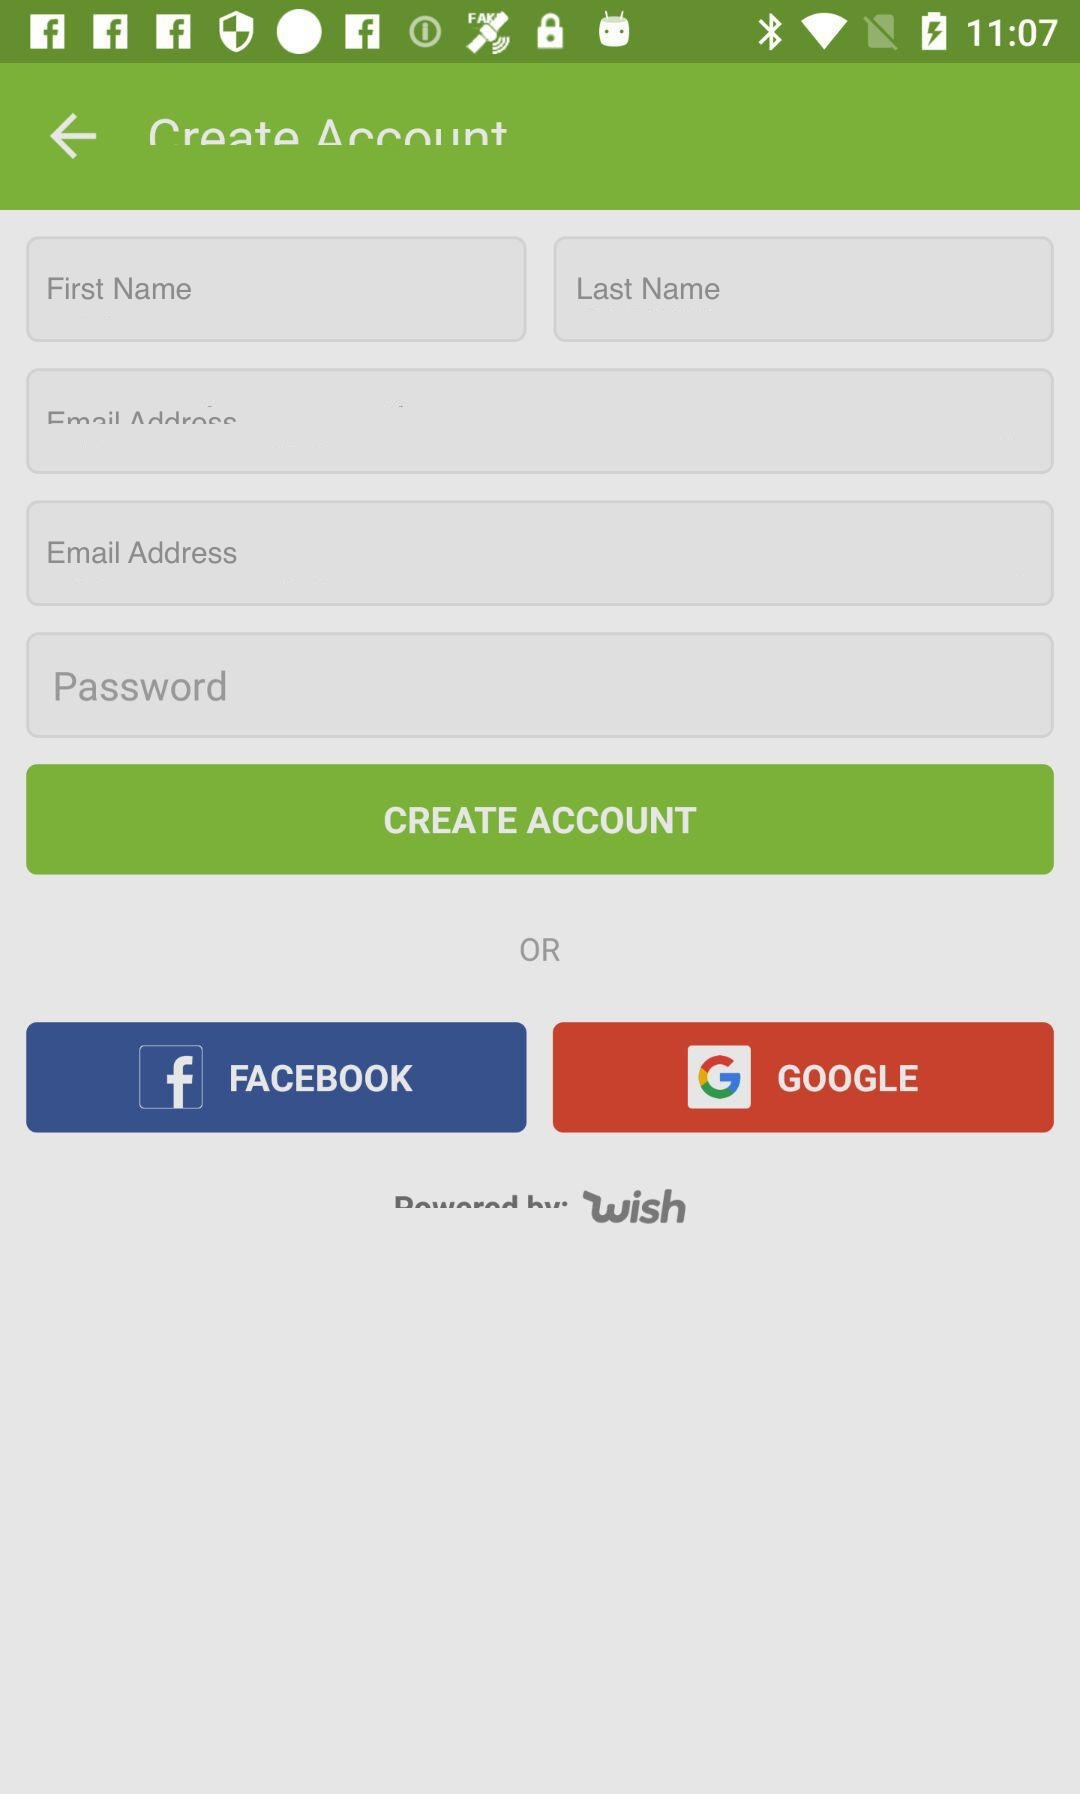 FAKE 11:07
Create Account
First Name Last Name
Email Address
Email Address
Password
CREATE ACCOUNT
OR
FACEBOOK GOOGLE
Powered by: wish